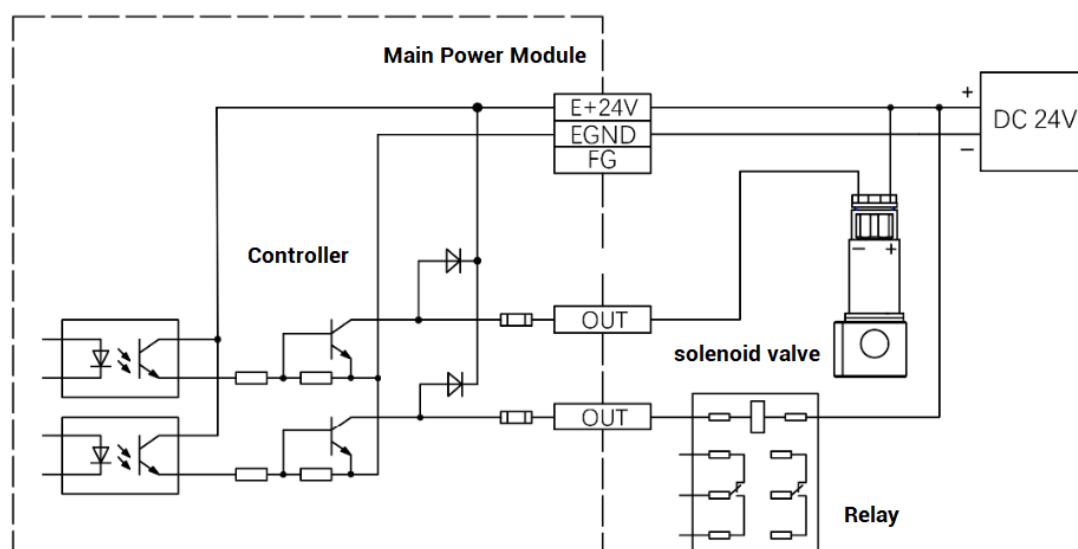 Main Power Module
E+24V
EGND
FG
+
−
DC 24V
Controller
− +
OUT
solenoid valve
OUT
Relay